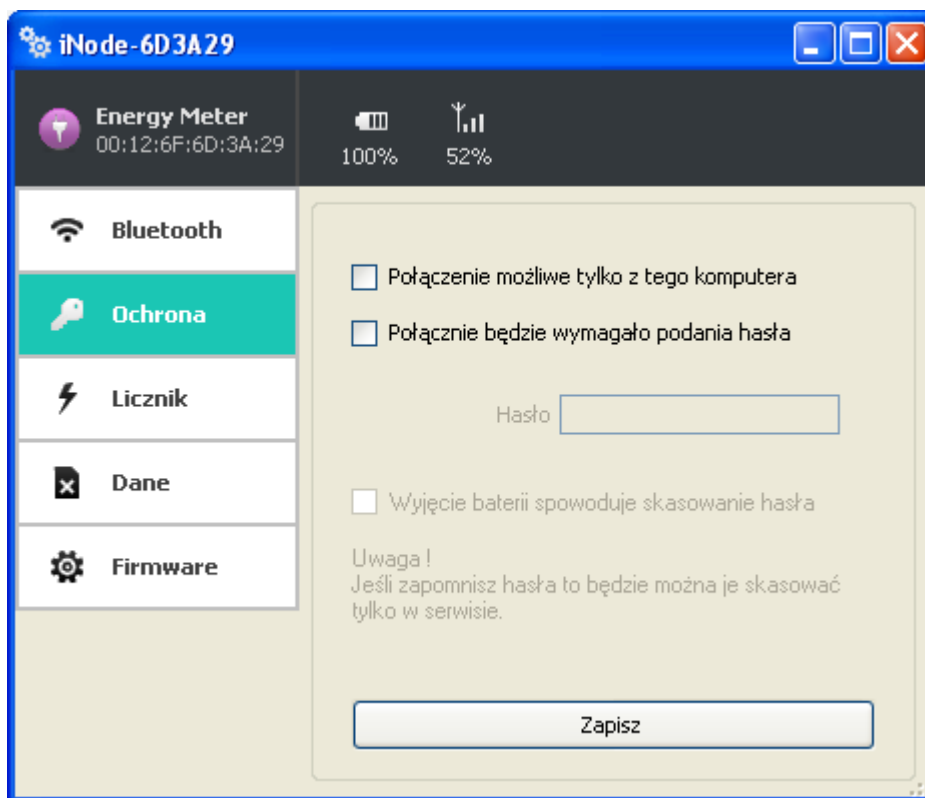 iNode-6D3A29
Energy Meter
00:12:6F:6D:3A:29
100%
52%
Bluetooth
Ochrona
Licznik
Dane
Firmware
Połączenie możliwe tylko z tego komputera
Połącznie będzie wymagało podania hasła
Hasło
Wyjęcie baterii spowoduje skasowanie hasła
Uwaga !
Jeśli zapomnisz hasła to będzie można je skasować
tylko w serwisie.
Zapisz